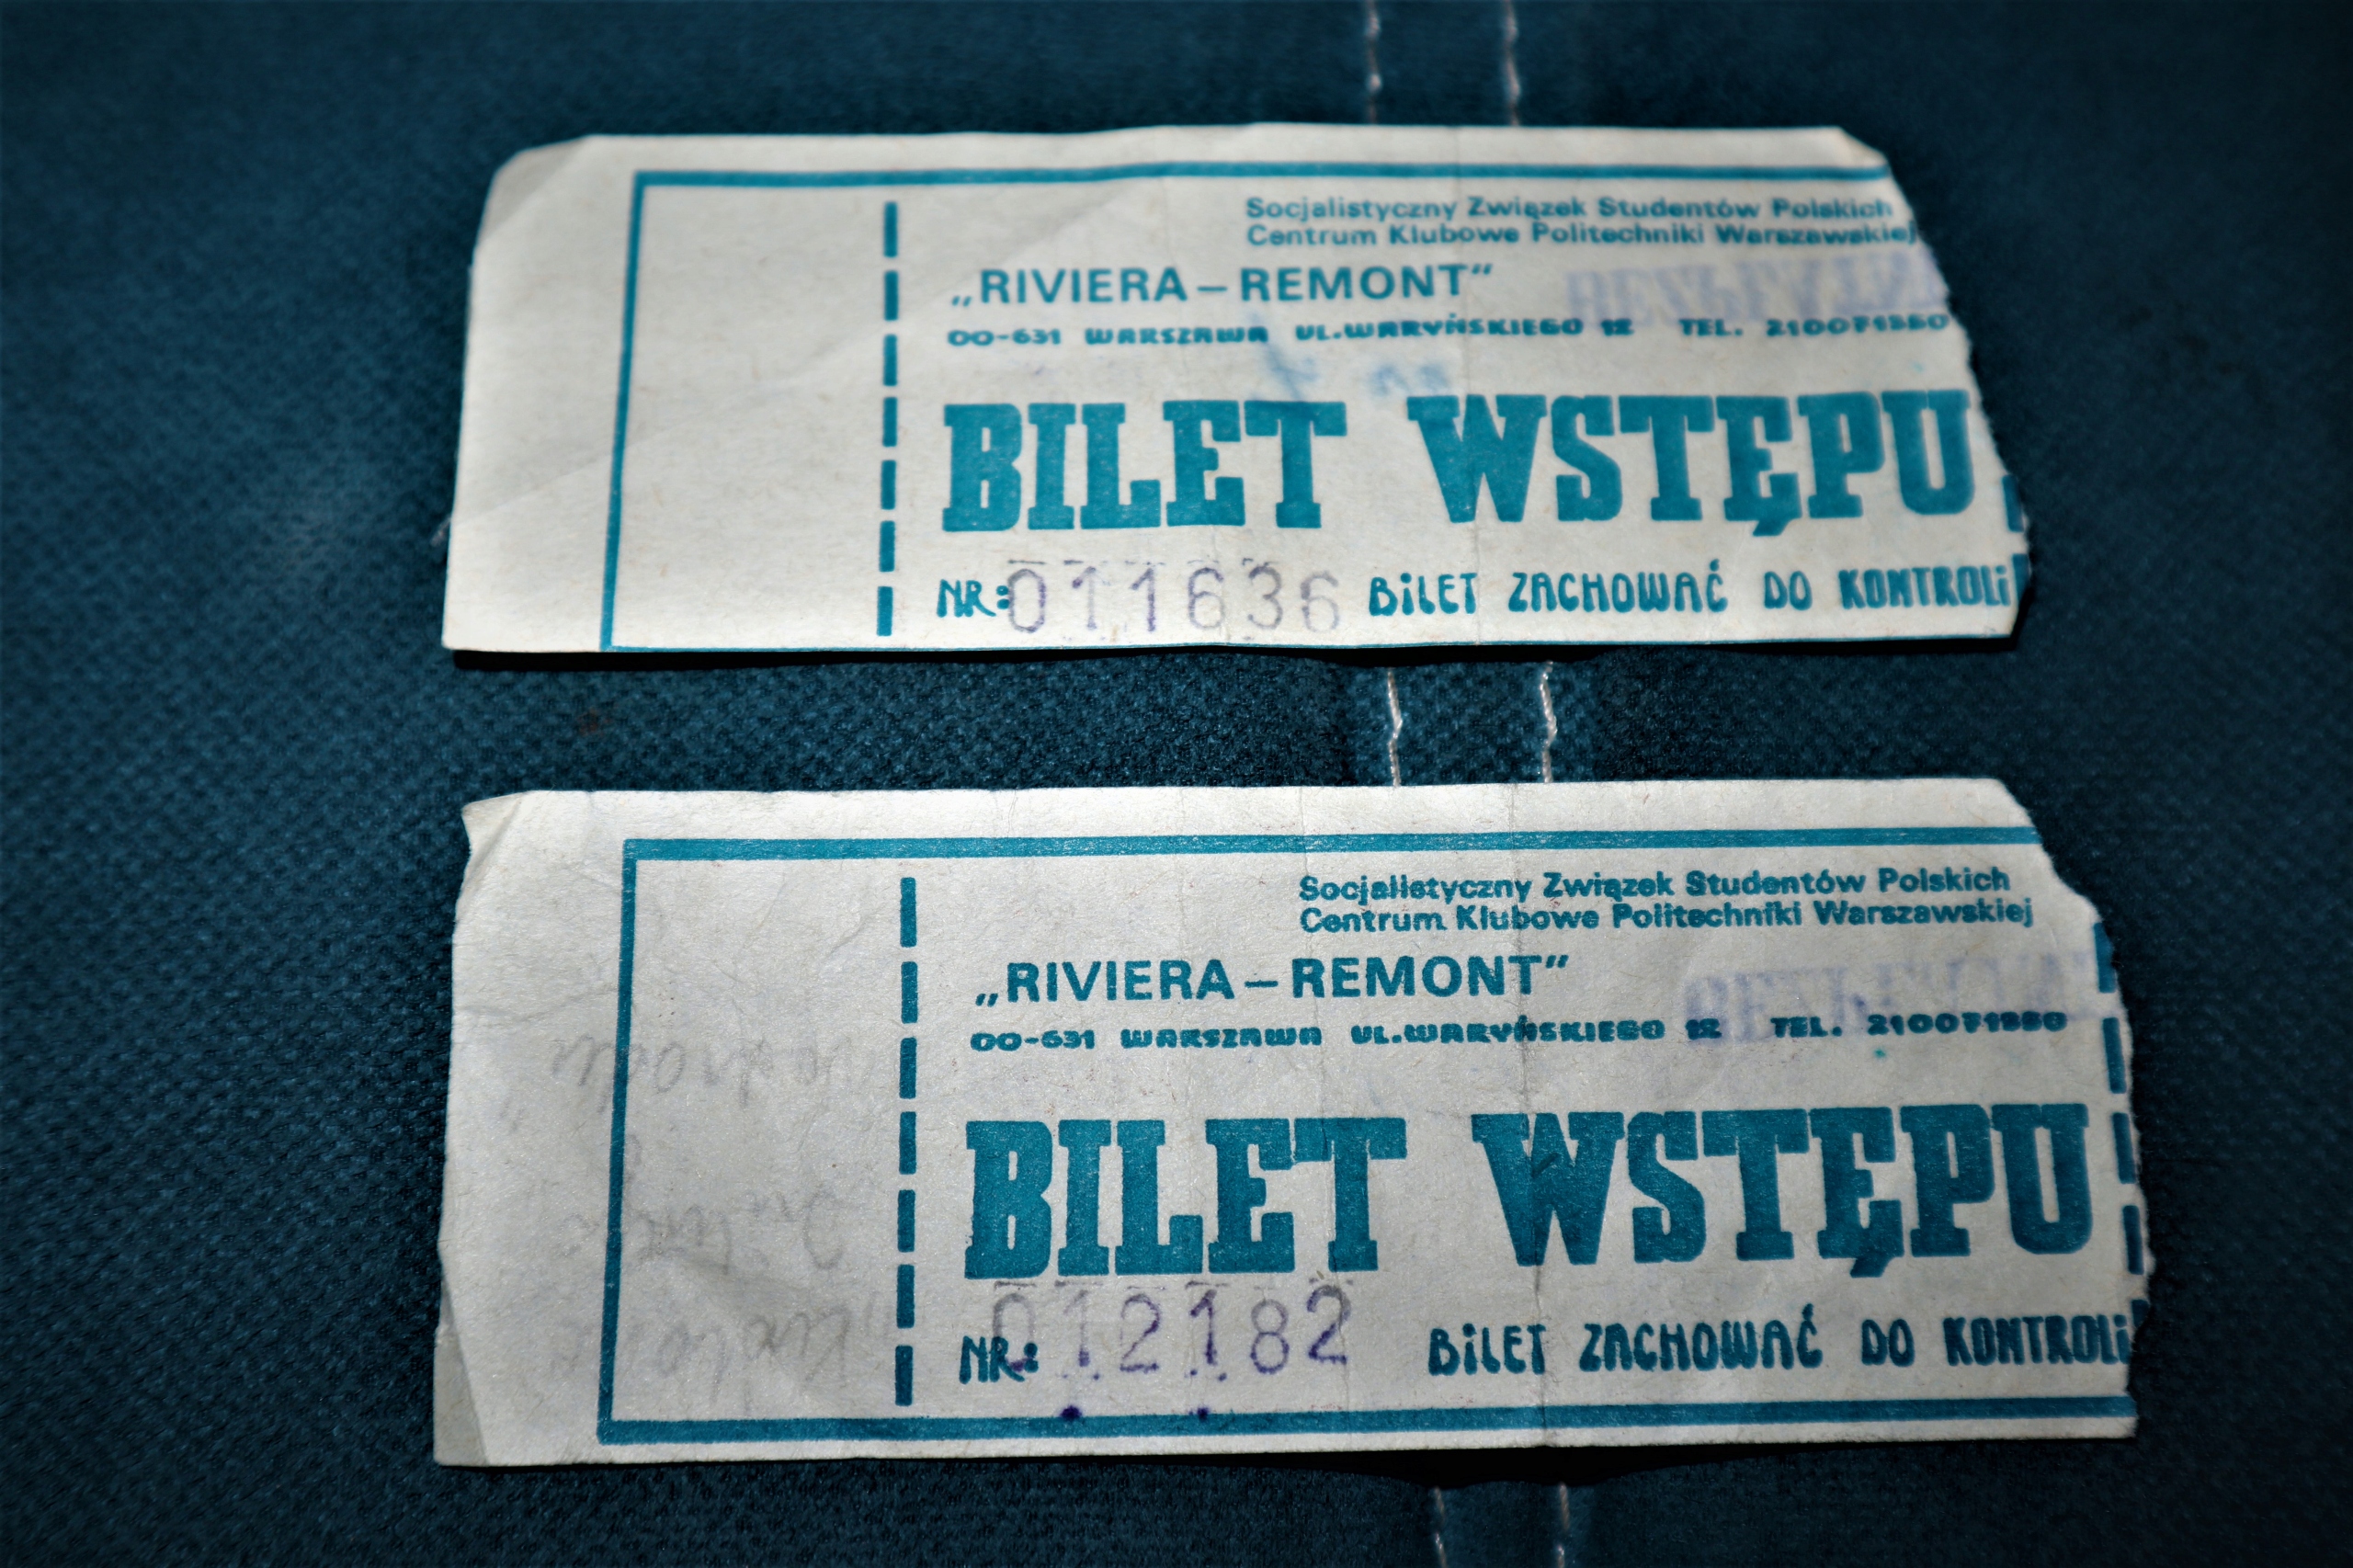 Socjalistyczny Związek Studentów Polskich
Centrum Klubowe Politechniki Warszawskiej
„RIVIERA – REMONT”
00-631 WARSZAWA UL.WARYŃSKIEGO 12 TEL. 210071880
BILET WSTĘPU
NR: 011636 BILET ZACHOWAĆ DO KONTROLI
Socjalistyczny Związek Studentów Polskich
Centrum Klubowe Politechniki Warszawskiej
„RIVIERA – REMONT”
00-631 WARSZAWA UL.WARYŃSKIEGO 12 TEL. 210071880
BILET WSTĘPU
NR: 012182 BILET ZACHOWAĆ DO KONTROLI